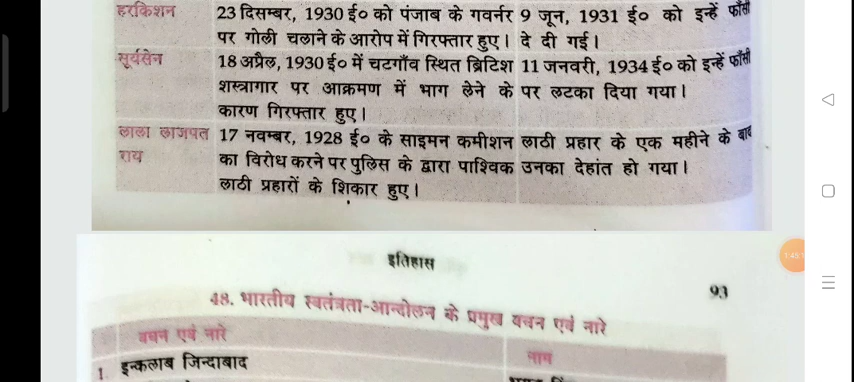 हरकिशन 23 दिसम्बर, 1930 ई० को पंजाब के गवर्नर 9 जून, 1931 ई० को इन्हें फाँसी
पर गोली चलाने के आरोप में गिरफ्तार हुए। दे दी गई।
सूर्यसेन 18 अप्रैल, 1930 ई० में चटगाँव स्थित ब्रिटिश 11 जनवरी, 1934 ई० को इन्हें फाँसी
शस्त्रागार पर आक्रमण में भाग लेने के पर लटका दिया गया।
कारण गिरफ्तार हुए।
लाला लाजपत 17 नवम्बर, 1928 ई० के साइमन कमीशन लाठी प्रहार के एक महीने के बाद
राय का विरोध करने पर पुलिस के द्वारा पाश्विक उनका देहांत हो गया।
लाठी प्रहारों के शिकार हुए।
इतिहास
93
48. भारतीय स्वतंत्रता-आन्दोलन के प्रमुख वचन एवं नारे
वचन एवं नारे नाम
1. इन्कलाब जिन्दाबाद